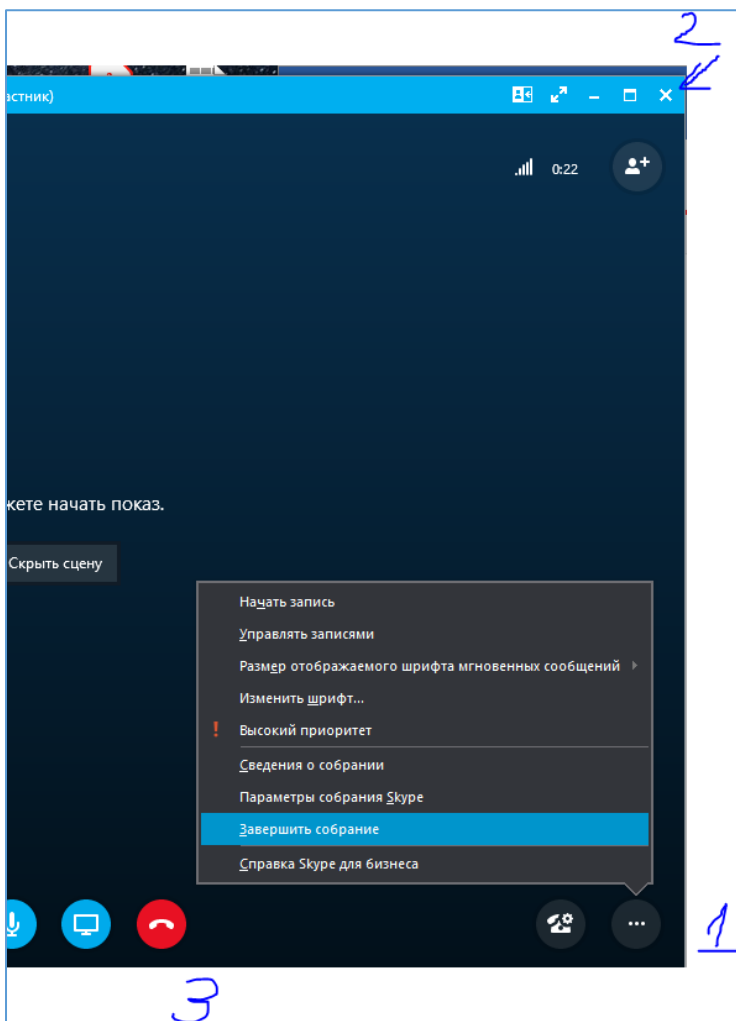 2
астник)
0:22
жете начать показ.
Скрыть сцену
Начать запись
Управлять записями
Размер отображаемого шрифта мгновенных сообщений
Изменить шрифт...
! Высокий приоритет
Сведения о собрании
Параметры собрания Skype
Завершить собрание
Справка Skype для бизнеса
1
3